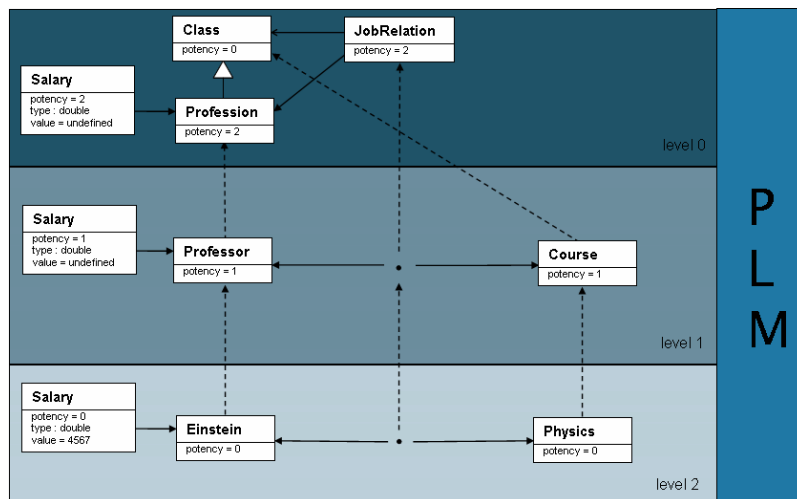 Class
potency = 0
JobRelation
potency = 2
Salary
potency = 2
type : double
value = undefined
Profession
potency = 2
level 0
Salary
potency = 1
type : double
value = undefined
Professor
potency = 1
Course
potency = 1
level 1
Salary
potency = 0
type : double
value = 4567
Einstein
potency = 0
Physics
potency = 0
level 2
P
L
M